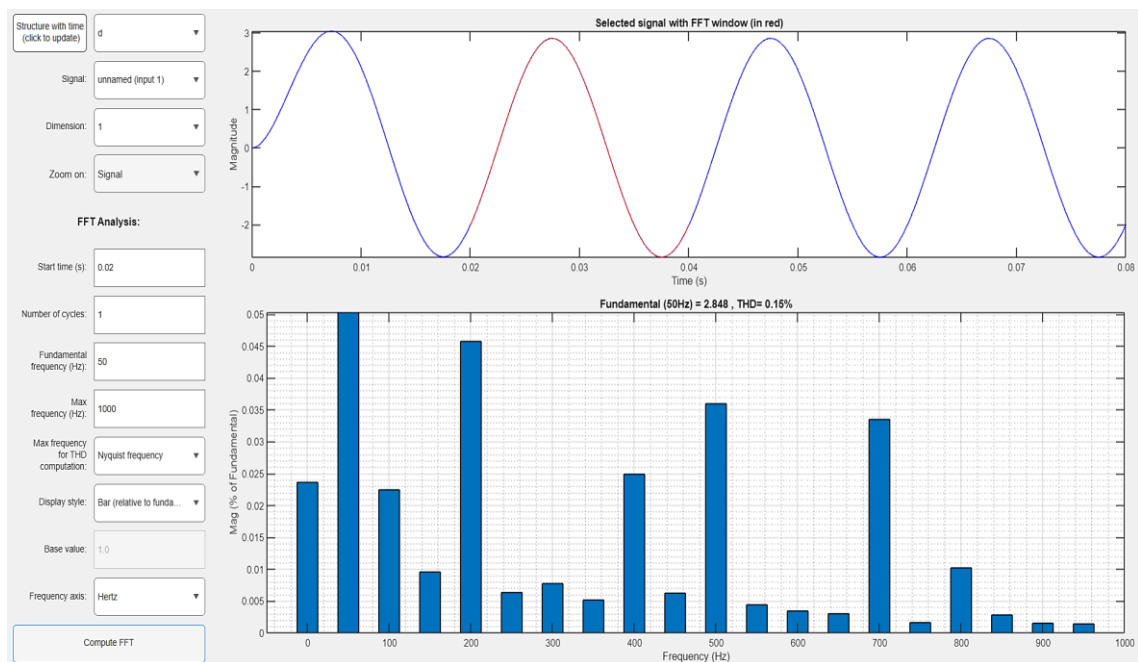 Structure with time
(click to update)
d
Signal:
unnamed (input 1)
Dimension:
1
Zoom on:
Signal
FFT Analysis:
Start time (s):
0.02
Number of cycles:
1
Fundamental
frequency (Hz):
50
Max
frequency (Hz):
1000
Max frequency
for THD
computation:
Nyquist frequency
Display style:
Bar (relative to funda...
Base value:
1.0
Frequency axis:
Hertz
Compute FFT
Selected signal with FFT window (in red)
Magnitude
3
2
1
0
-1
-2
0 0.01 0.02 0.03 0.04 0.05 0.06 0.07 0.08
Time (s)
Fundamental (50Hz) = 2.848 , THD= 0.15%
Mag (% of Fundamental)
0.05
0.045
0.04
0.035
0.03
0.025
0.02
0.015
0.01
0.005
0
0 100 200 300 400 500 600 700 800 900 1000
Frequency (Hz)